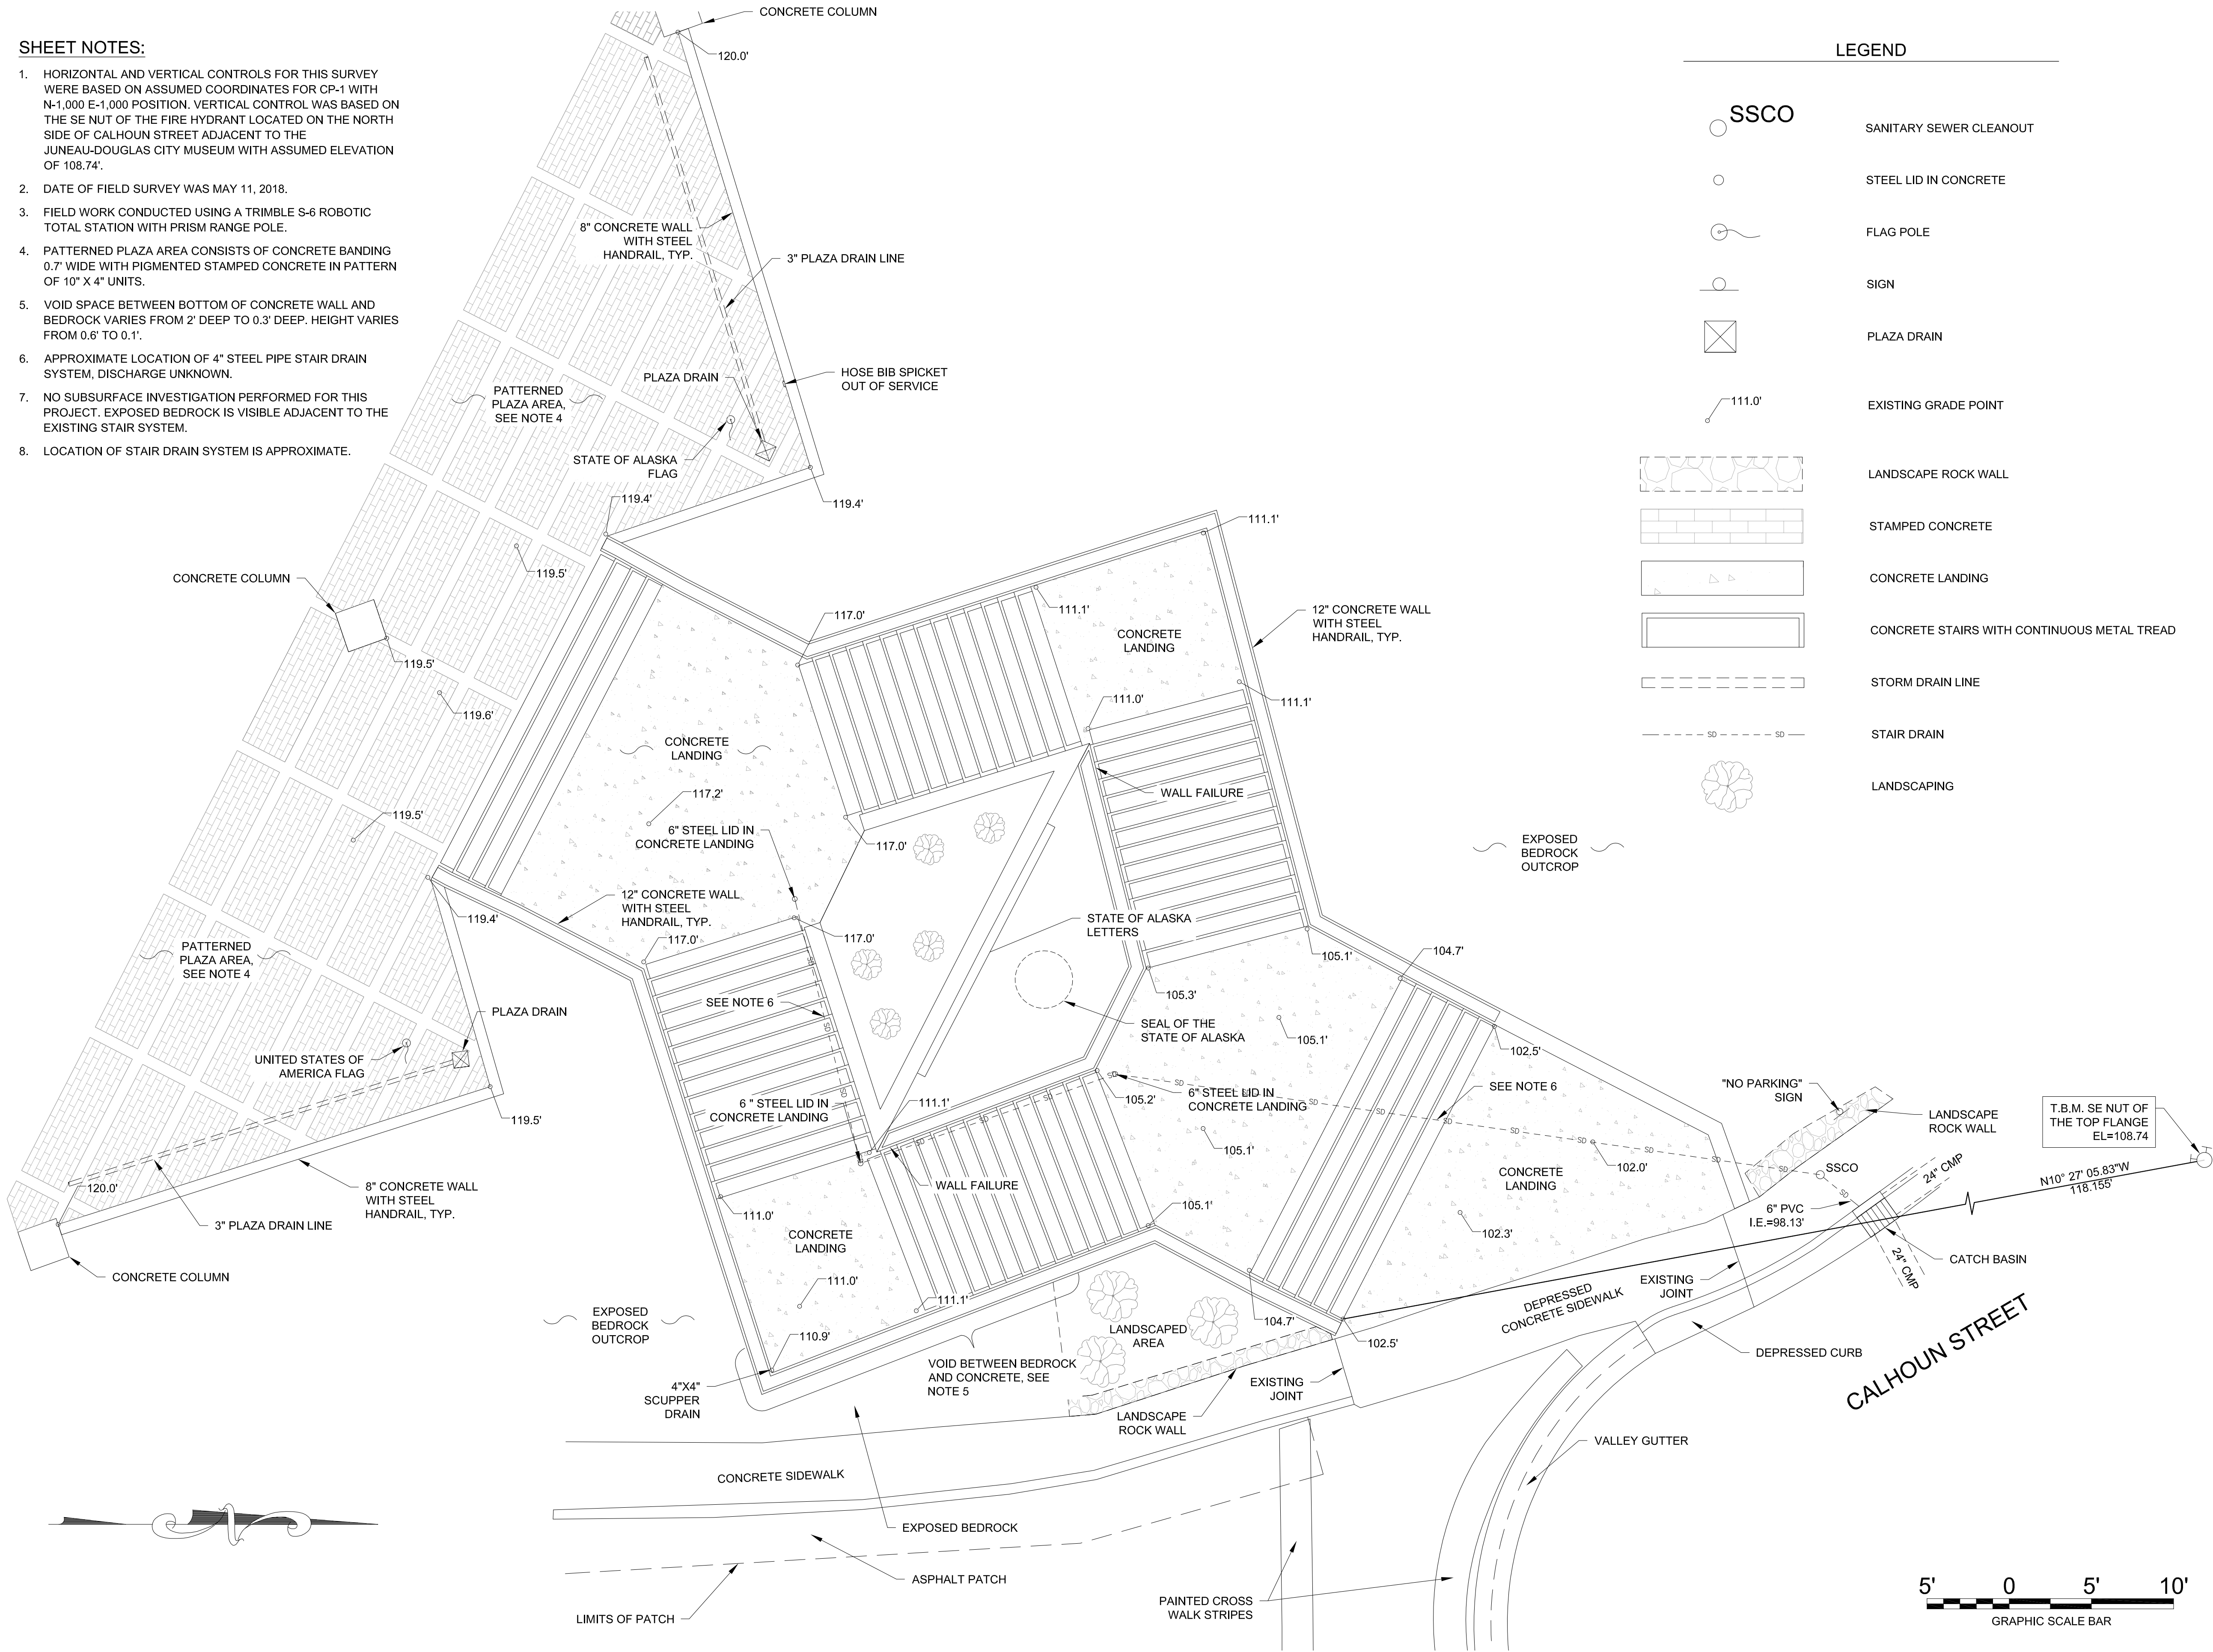 SHEET NOTES:
1. HORIZONTAL AND VERTICAL CONTROLS FOR THIS SURVEY
WERE BASED ON ASSUMED COORDINATES FOR CP-1 WITH
N-1,000 E-1,000 POSITION. VERTICAL CONTROL WAS BASED ON
THE SE NUT OF THE FIRE HYDRANT LOCATED ON THE NORTH
SIDE OF CALHOUN STREET ADJACENT TO THE
JUNEAU-DOUGLAS CITY MUSEUM WITH ASSUMED ELEVATION
OF 108.74'.
2. DATE OF FIELD SURVEY WAS MAY 11, 2018.
3. FIELD WORK CONDUCTED USING A TRIMBLE S-6 ROBOTIC
TOTAL STATION WITH PRISM RANGE POLE.
4. PATTERNED PLAZA AREA CONSISTS OF CONCRETE BANDING
0.7' WIDE WITH PIGMENTED STAMPED CONCRETE IN PATTERN
OF 10" X 4" UNITS.
5. VOID SPACE BETWEEN BOTTOM OF CONCRETE WALL AND
BEDROCK VARIES FROM 2' DEEP TO 0.3' DEEP. HEIGHT VARIES
FROM 0.6' TO 0.1'.
6. APPROXIMATE LOCATION OF 4" STEEL PIPE STAIR DRAIN
SYSTEM, DISCHARGE UNKNOWN.
7. NO SUBSURFACE INVESTIGATION PERFORMED FOR THIS
PROJECT. EXPOSED BEDROCK IS VISIBLE ADJACENT TO THE
EXISTING STAIR SYSTEM.
8. LOCATION OF STAIR DRAIN SYSTEM IS APPROXIMATE.
CONCRETE COLUMN
120.0'
8" CONCRETE WALL
WITH STEEL
HANDRAIL, TYP.
3" PLAZA DRAIN LINE
PLAZA DRAIN
HOSE BIB SPICKET
OUT OF SERVICE
PATTERNED
PLAZA AREA,
SEE NOTE 4
STATE OF ALASKA
FLAG
119.4'
119.4'
119.5'
CONCRETE COLUMN
119.5'
119.6'
119.5'
119.4'
111.1'
117.0'
111.1'
CONCRETE
LANDING
12" CONCRETE WALL
WITH STEEL
HANDRAIL, TYP.
111.0'
111.1'
CONCRETE
LANDING
117.2'
6" STEEL LID IN
CONCRETE LANDING
117.0'
WALL FAILURE
12" CONCRETE WALL
WITH STEEL
HANDRAIL, TYP.
117.0'
117.0'
STATE OF ALASKA
LETTERS
105.1'
104.7'
EXPOSED
BEDROCK
OUTCROP
PATTERNED
PLAZA AREA,
SEE NOTE 4
PLAZA DRAIN
UNITED STATES OF
AMERICA FLAG
119.5'
120.0'
8" CONCRETE WALL
WITH STEEL
HANDRAIL, TYP.
3" PLAZA DRAIN LINE
CONCRETE COLUMN
SEE NOTE 6
SD
SD
SD
105.3'
SEAL OF THE
STATE OF ALASKA
105.1'
102.5'
SEE NOTE 6
6 " STEEL LID IN
CONCRETE LANDING
111.1'
105.2'
6" STEEL LID IN
CONCRETE LANDING
SD
SD
SD
SD
SD
SD
SD
SD
SD
SD
SD
SD
105.1'
102.0'
WALL FAILURE
111.0'
CONCRETE
LANDING
111.0'
111.1'
110.9'
105.1'
CONCRETE
LANDING
102.3'
104.7'
102.5'
"NO PARKING"
SIGN
LANDSCAPE
ROCK WALL
T.B.M. SE NUT OF
THE TOP FLANGE
EL=108.74
N10° 27' 05.83"W
118.155'
SSCO
24" CMP
6" PVC
I.E.=98.13'
CATCH BASIN
24" CMP
EXISTING
JOINT
DEPRESSED
CONCRETE SIDEWALK
DEPRESSED CURB
CALHOUN STREET
EXPOSED
BEDROCK
OUTCROP
4"X4"
SCUPPER
DRAIN
VOID BETWEEN BEDROCK
AND CONCRETE, SEE
NOTE 5
LANDSCAPED
AREA
EXISTING
JOINT
LANDSCAPE
ROCK WALL
VALLEY GUTTER
CONCRETE SIDEWALK
EXPOSED BEDROCK
ASPHALT PATCH
LIMITS OF PATCH
PAINTED CROSS
WALK STRIPES
N
LEGEND
SSCO
SANITARY SEWER CLEANOUT
STEEL LID IN CONCRETE
FLAG POLE
SIGN
PLAZA DRAIN
111.0'
EXISTING GRADE POINT
LANDSCAPE ROCK WALL
STAMPED CONCRETE
CONCRETE LANDING
CONCRETE STAIRS WITH CONTINUOUS METAL TREAD
STORM DRAIN LINE
SD
SD
STAIR DRAIN
LANDSCAPING
5' 0 5' 10'
GRAPHIC SCALE BAR